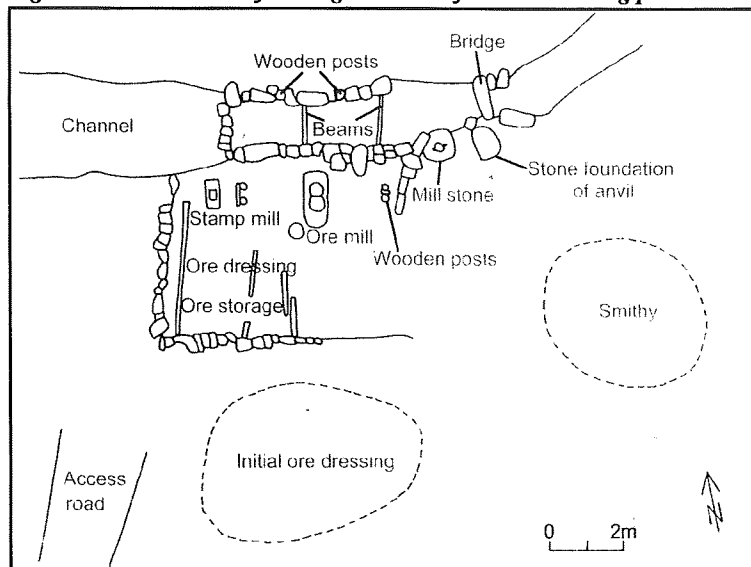 Bridge
Wooden posts
Channel
Beams
Stone foundation
of anvil
Mill stone
Stamp mill
Ore mill
Wooden posts
Ore dressing
Ore storage
Smithy
Initial ore dressing
Access
road
N
0 2m